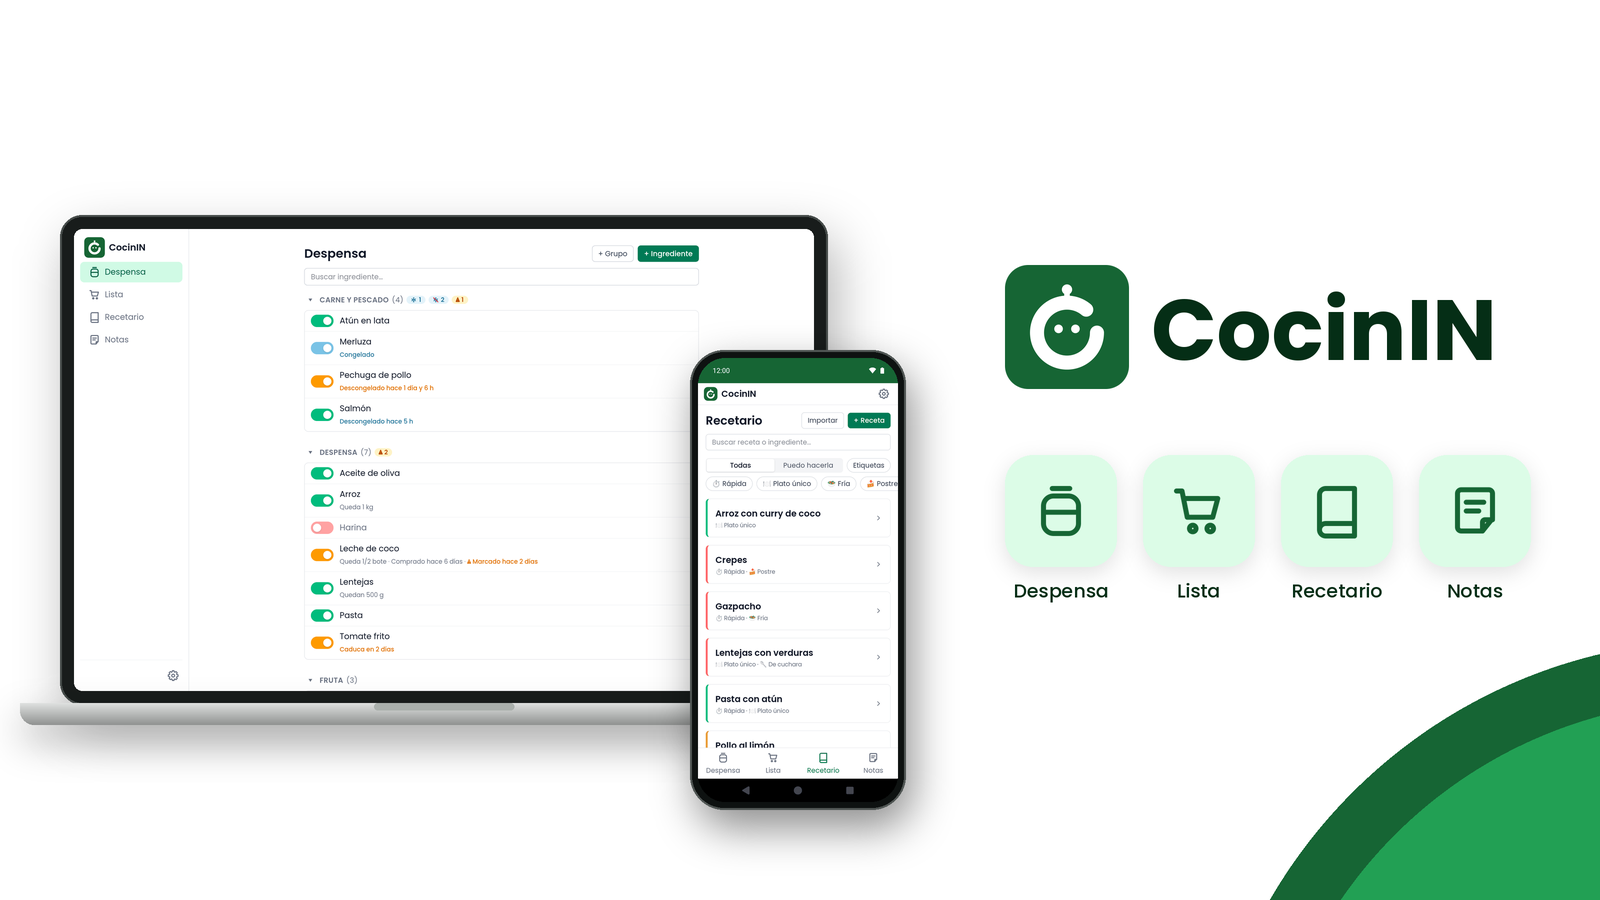 CocinIN
Despensa
Lista
Recetario
Notas
Despensa
+ Grupo
+ Ingrediente
Buscar ingrediente...
CARNE Y PESCADO (4) 1 2 1
Atún en lata
Merluza
Congelado
Pechuga de pollo
Descongelado hace 1 día y 6 h
Salmón
Descongelado hace 5 h
DESPENSA (7) 2
Aceite de oliva
Arroz
Queda 1 kg
Harina
Leche de coco
Queda 1/2 bote · Comprado hace 6 días · Marcado hace 2 días
Lentejas
Quedan 500 g
Pasta
Tomate frito
Caduca en 2 días
FRUTA (3)
12:00
CocinIN
Recetario
Importar
+ Receta
Buscar receta o ingrediente...
Todas
Puedo hacerla
Etiquetas
Rápida
Plato único
Fría
Postre
Arroz con curry de coco
Plato único
Crepes
Rápida · Postre
Gazpacho
Rápida · Fría
Lentejas con verduras
Plato único · De cuchara
Pasta con atún
Rápida · Plato único
Pollo al limón
Despensa
Lista
Recetario
Notas
CocinIN
Despensa
Lista
Recetario
Notas